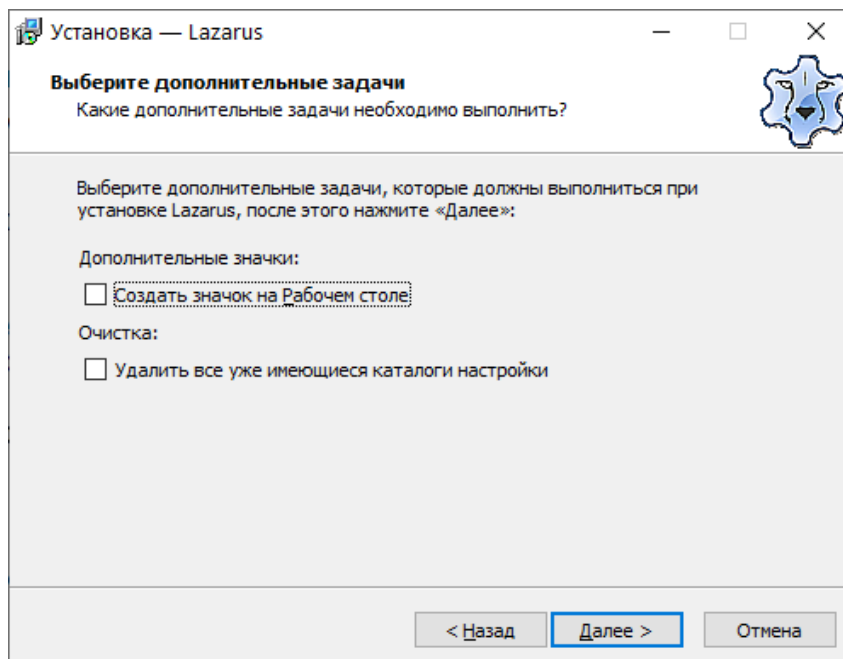 Установка — Lazarus
Выберите дополнительные задачи
Какие дополнительные задачи необходимо выполнить?
Выберите дополнительные задачи, которые должны выполниться при
установке Lazarus, после этого нажмите «Далее»:
Дополнительные значки:
Создать значок на Рабочем столе
Очистка:
Удалить все уже имеющиеся каталоги настройки
< Назад
Далее >
Отмена